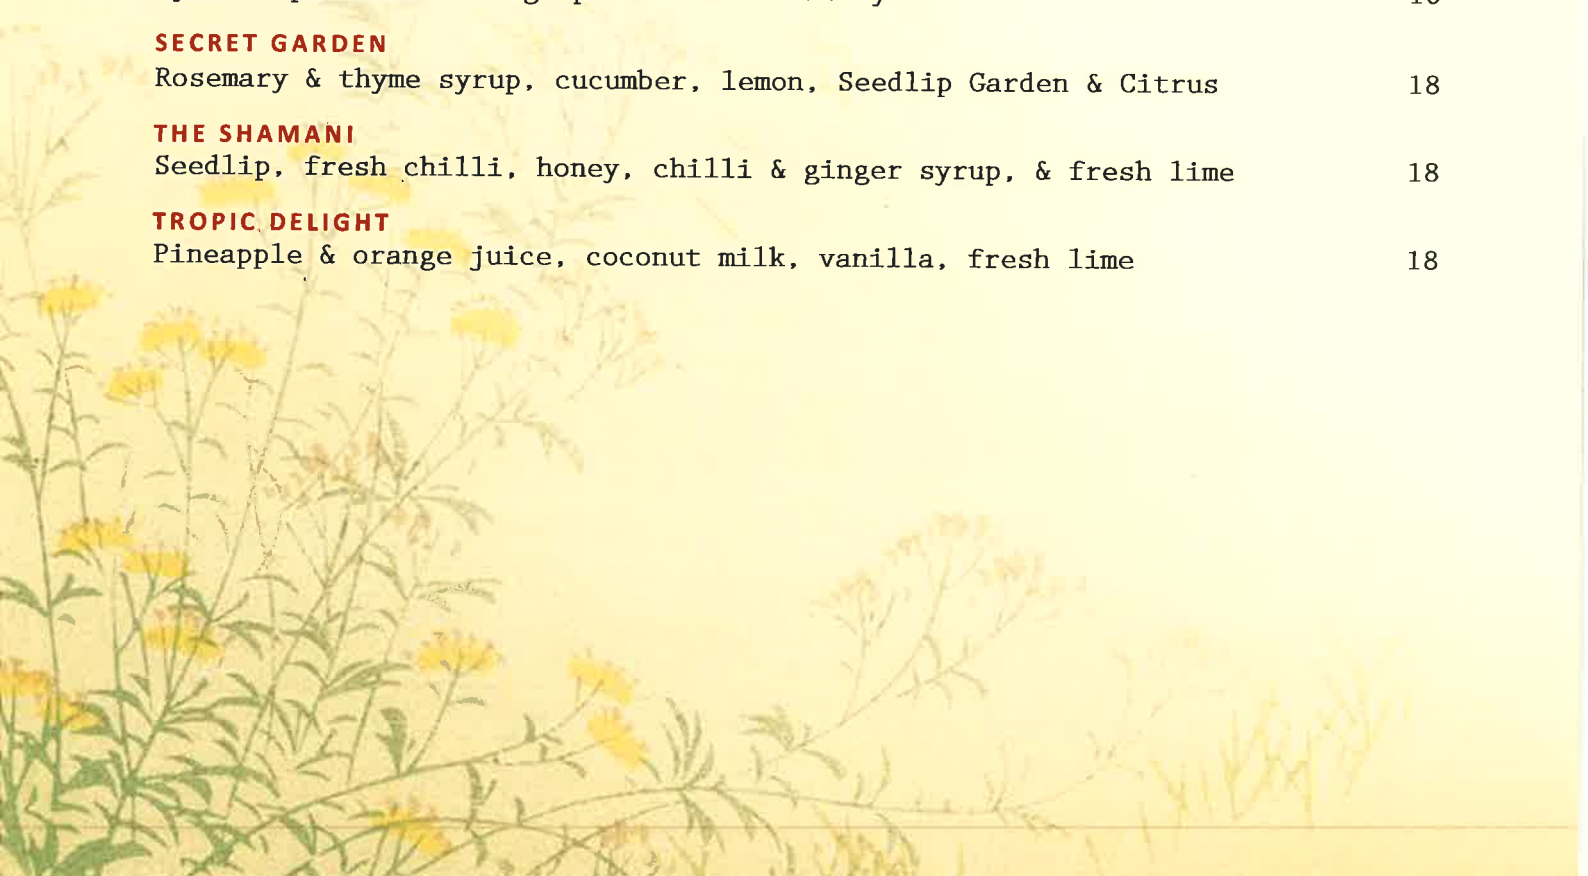 SECRET GARDEN
Rosemary & thyme syrup, cucumber, lemon, Seedlip Garden & Citrus 18
THE SHAMANI
Seedlip, fresh chilli, honey, chilli & ginger syrup, & fresh lime 18
TROPIC DELIGHT
Pineapple & orange juice, coconut milk, vanilla, fresh lime 18